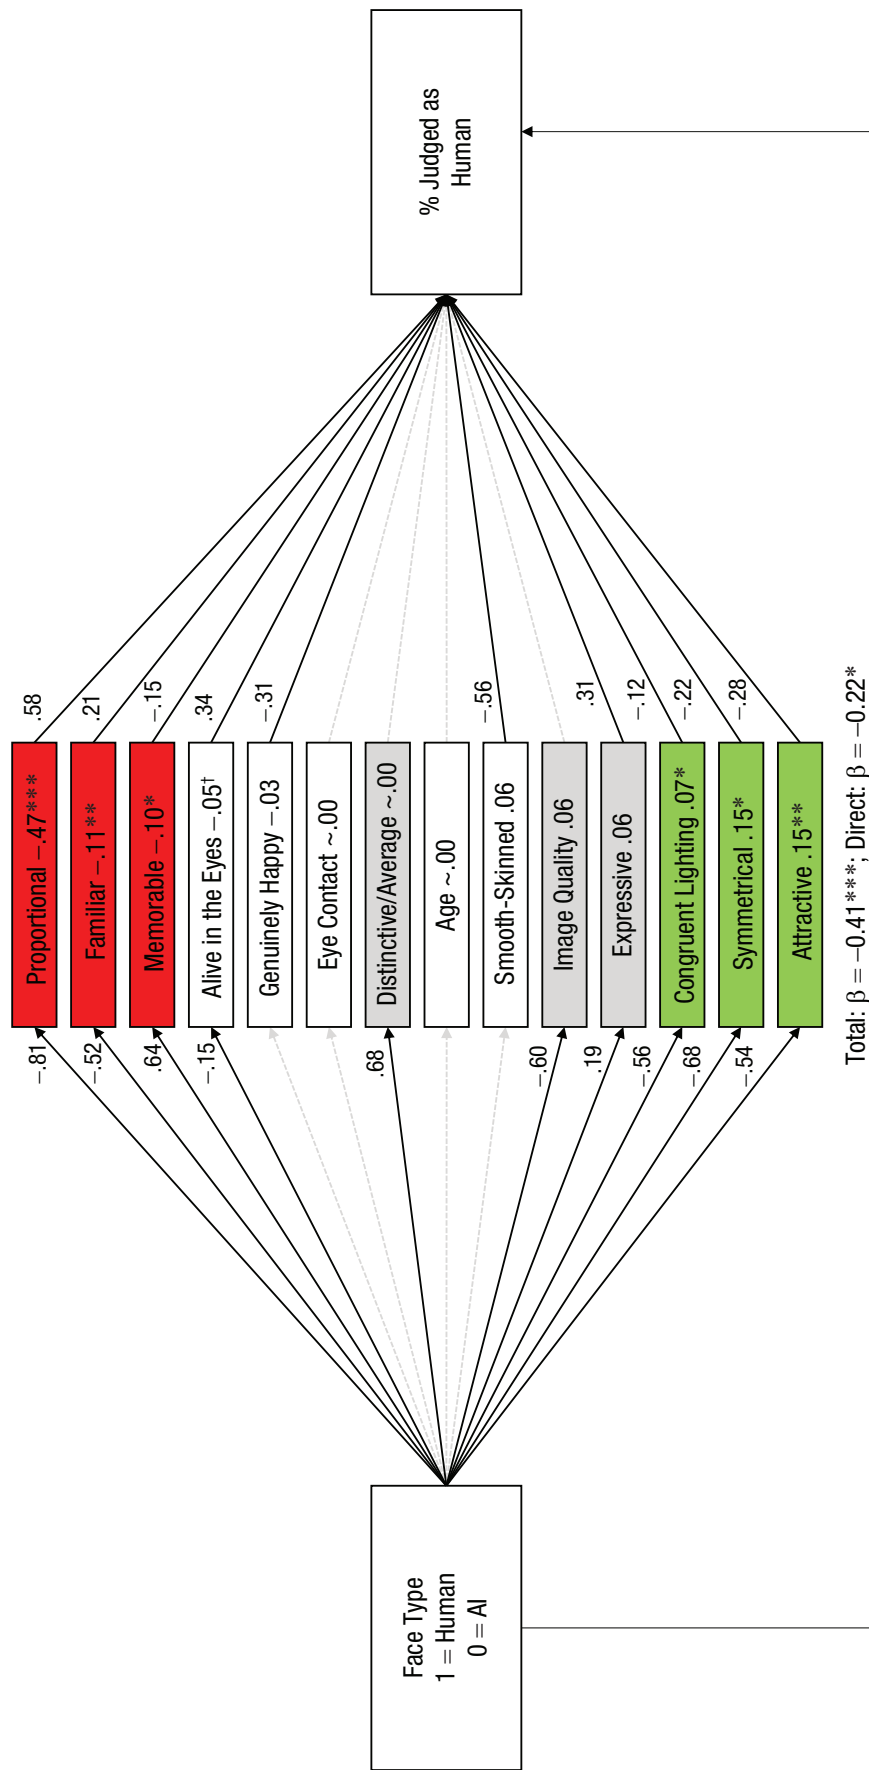 Face Type
1 = Human
0 = AI
–.81
–.52
.64
–.15
.68
–.60
.19
–.56
–.68
–.54
Proportional –.47***
Familiar –.11**
Memorable –.10*
Alive in the Eyes –.05†
Genuinely Happy –.03
Eye Contact ~.00
Distinctive/Average ~.00
Age ~.00
Smooth-Skinned .06
Image Quality .06
Expressive .06
Congruent Lighting .07*
Symmetrical .15*
Attractive .15**
.58
.21
–.15
.34
–.31
–.56
.31
–.12
–.22
–.28
% Judged as
Human
Total: β = –0.41***; Direct: β = –0.22*